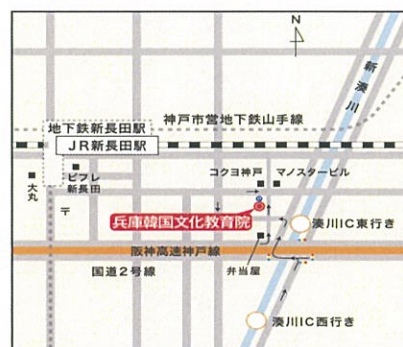 N
新湊川
地下鉄新長田駅
神戸市営地下鉄山手線
JR新長田駅
コクヨ神戸
マノスタービル
ピフレ
新長田
大丸
〒
兵庫韓国文化教育院
湊川IC東行き
阪神高速神戸線
国道2号線
弁当屋
湊川IC西行き